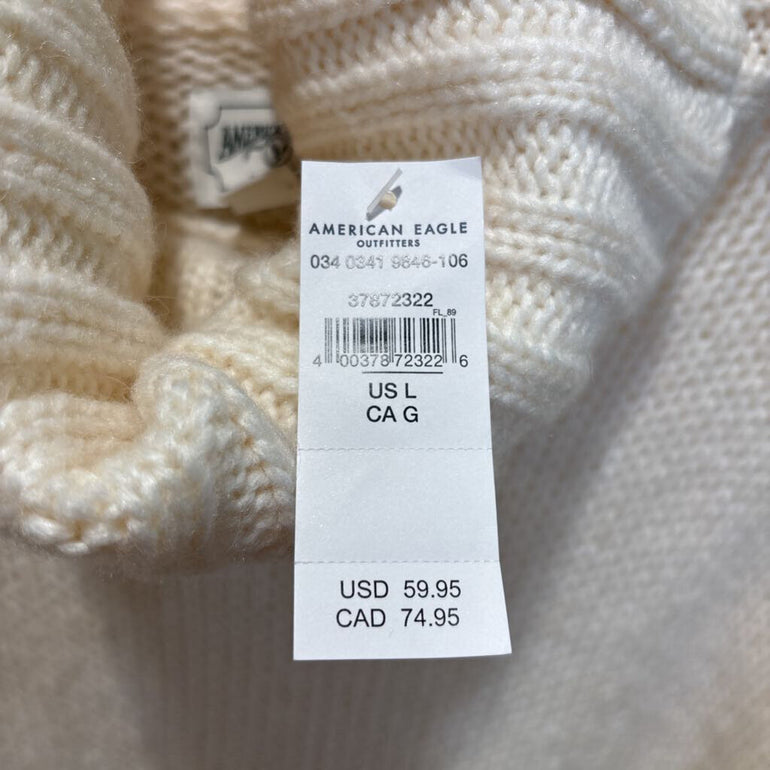 AMERICAN
AMERICAN EAGLE
OUTFITTERS
034 0341 9846-106
37872322
FL_89
4 00378 72322 6
US L
CA G
USD 59.95
CAD 74.95